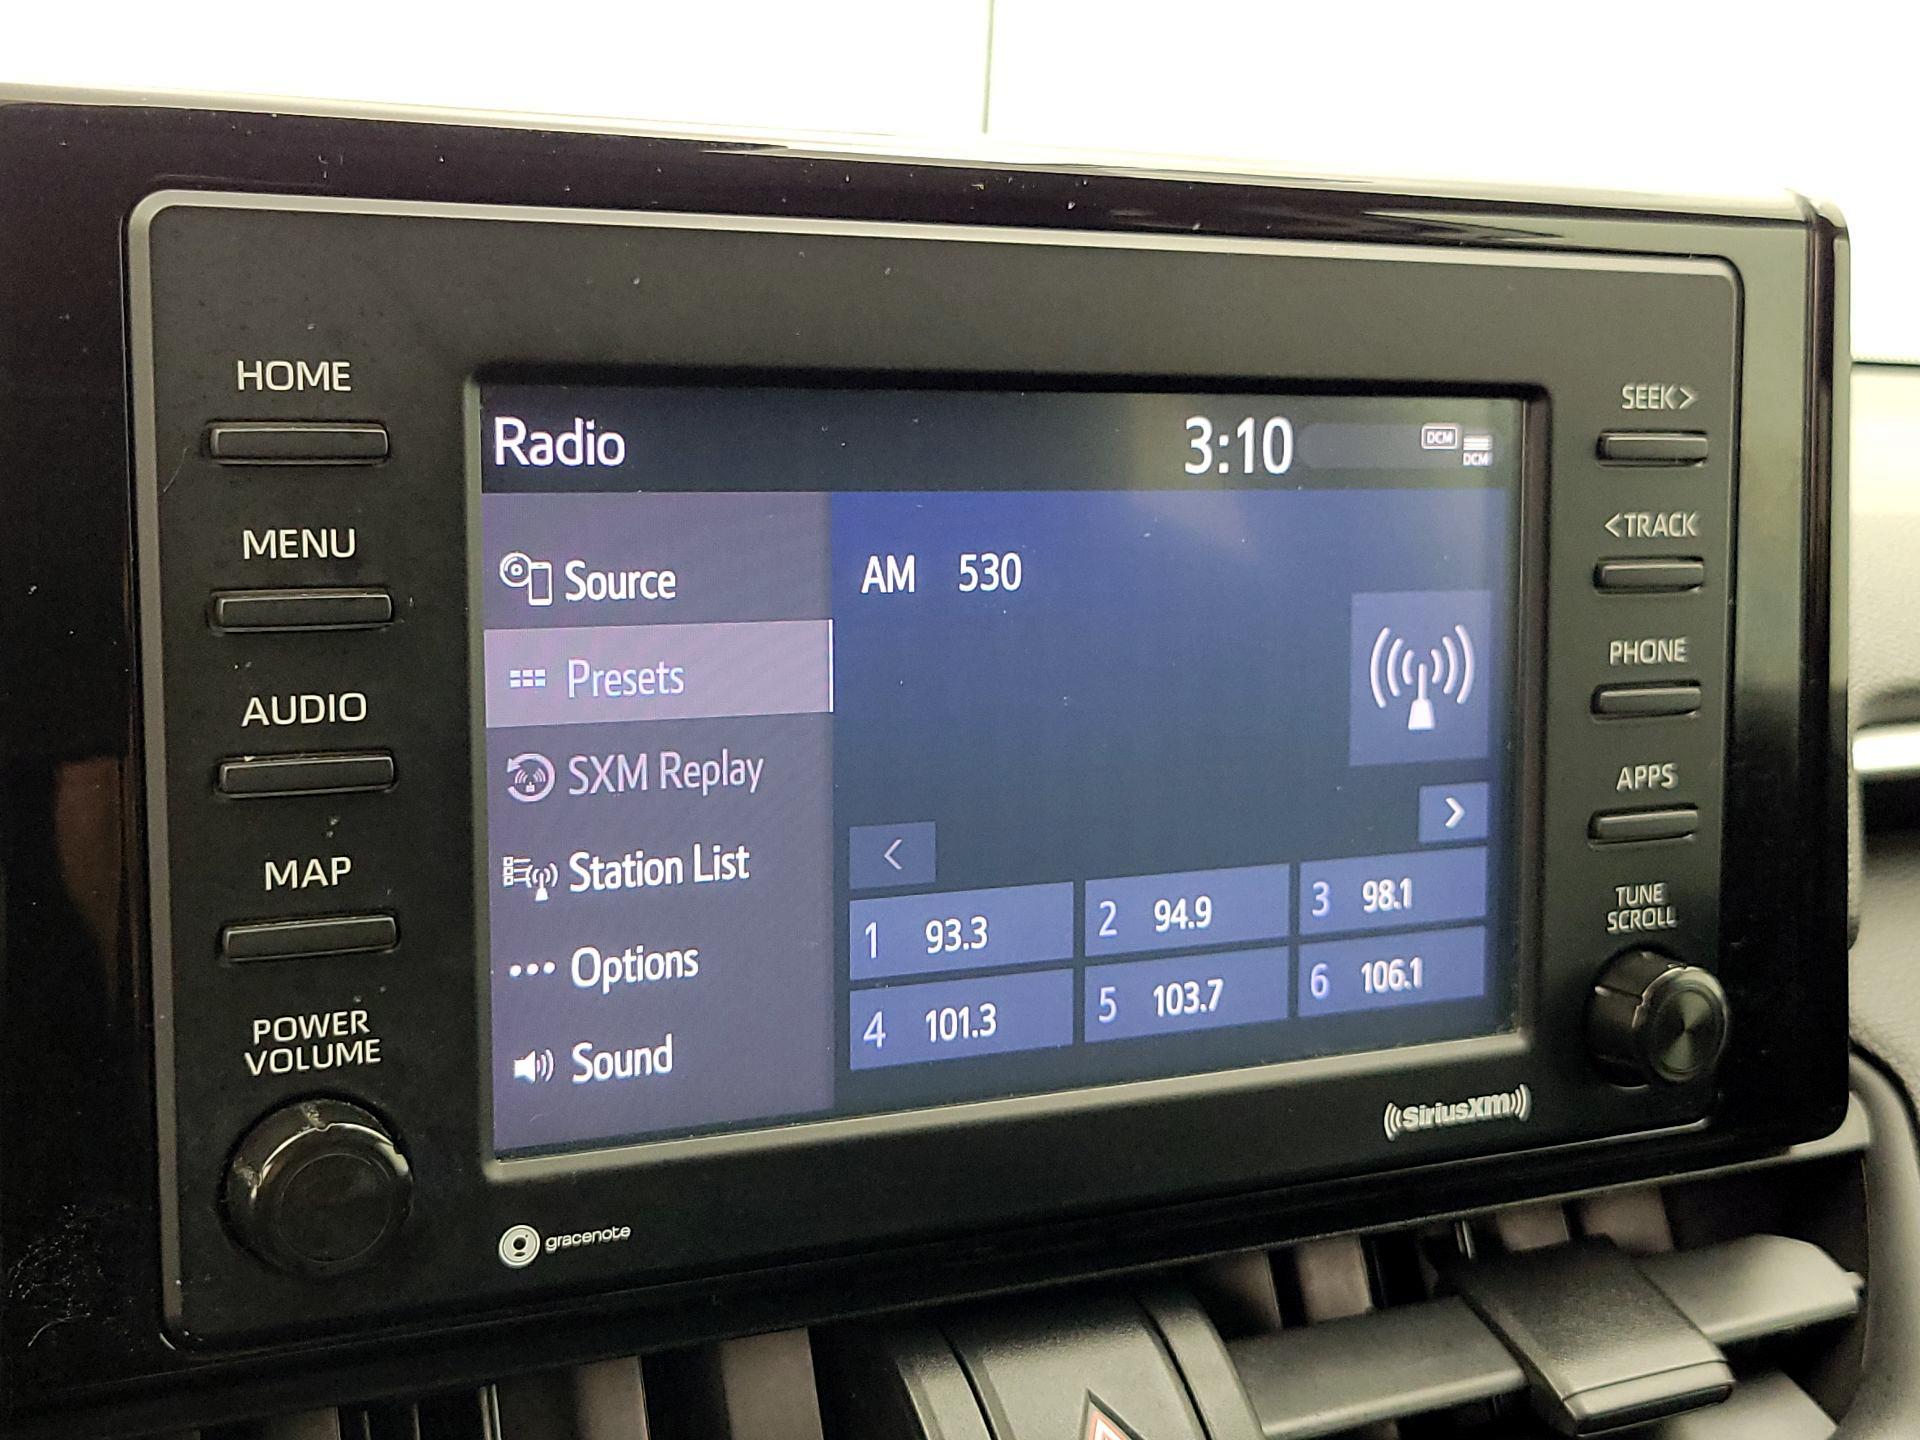 HOME
MENU
AUDIO
MAP
POWER
VOLUME
Radio
3:10
DCM
DCM
Source
Presets
SXM Replay
Station List
Options
Sound
AM 530
<
>
1 93.3
2 94.9
3 98.1
4 101.3
5 103.7
6 106.1
SEEK>
<TRACK
PHONE
APPS
TUNE
SCROLL
gracenote
((SiriusXM))